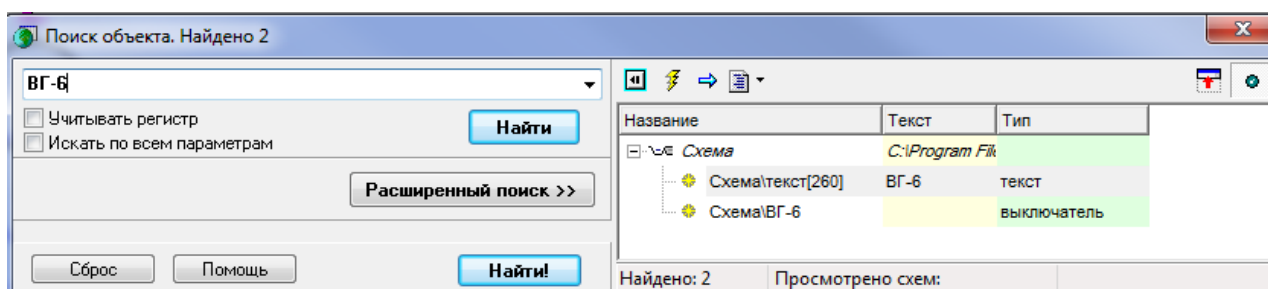 Поиск объекта. Найдено 2
ВГ-6
Учитывать регистр
Искать по всем параметрам
Найти
Расширенный поиск >>
Сброс
Помощь
Найти!
Название Текст Тип
Схема C:\Program File
Схема\текст[260] ВГ-6 текст
Схема\ВГ-6 выключатель
Найдено: 2 Просмотрено схем: